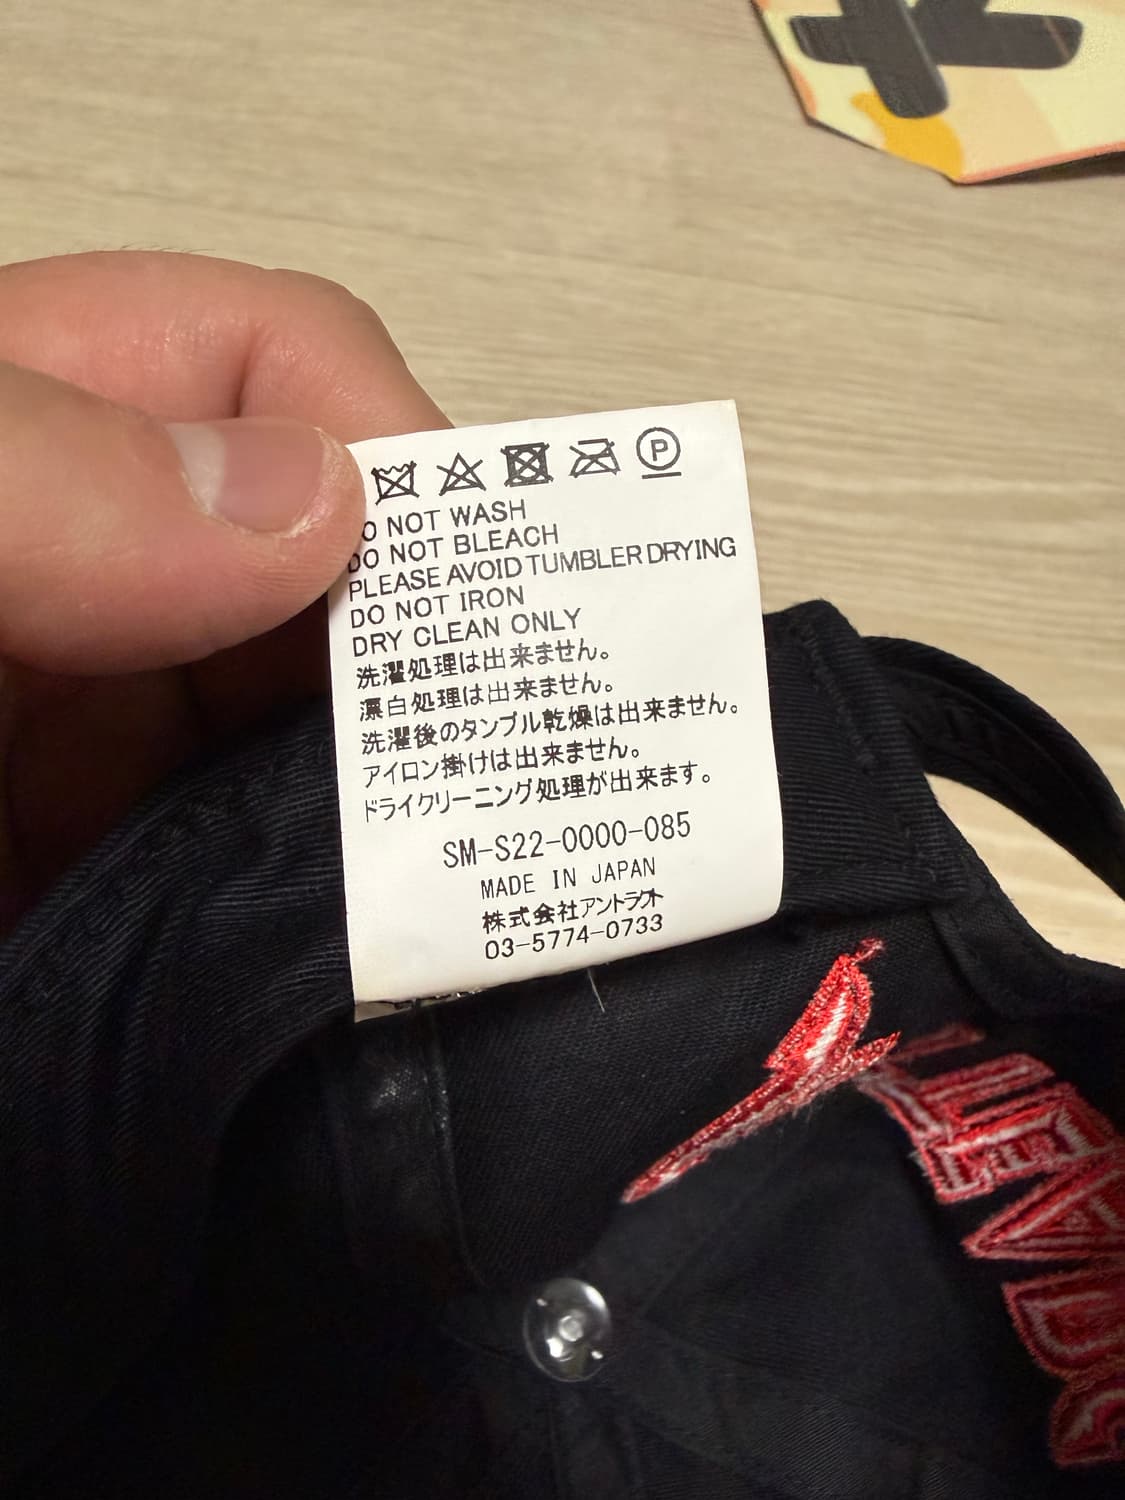 P
DO NOT WASH
DO NOT BLEACH
PLEASE AVOID TUMBLER DRYING
DO NOT IRON
DRY CLEAN ONLY
洗濯処理は出来ません。
漂白処理は出来ません。
洗濯後のタンブル乾燥は出来ません。
アイロン掛けは出来ません。
ドライクリーニング処理が出来ます。
SM-S22-0000-085
MADE IN JAPAN
株式会社アントラクト
03-5774-0733